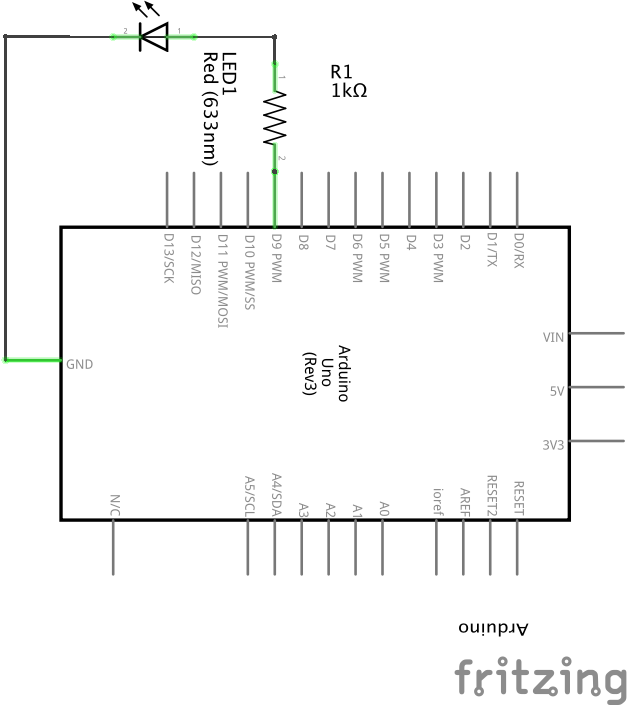 2
1
LED1
Red (633nm)
1
2
R1
1kΩ
D13/SCK
D12/MISO
D11 PWM/MOSI
D10 PWM/SS
D9 PWM
D8
D7
D6 PWM
D5 PWM
D4
D3 PWM
D2
D1/TX
D0/RX
GND
Arduino
Uno
(Rev3)
VIN
5V
3V3
N/C
A5/SCL
A4/SDA
A3
A2
A1
A0
ioref
AREF
RESET2
RESET
Arduino
fritzing